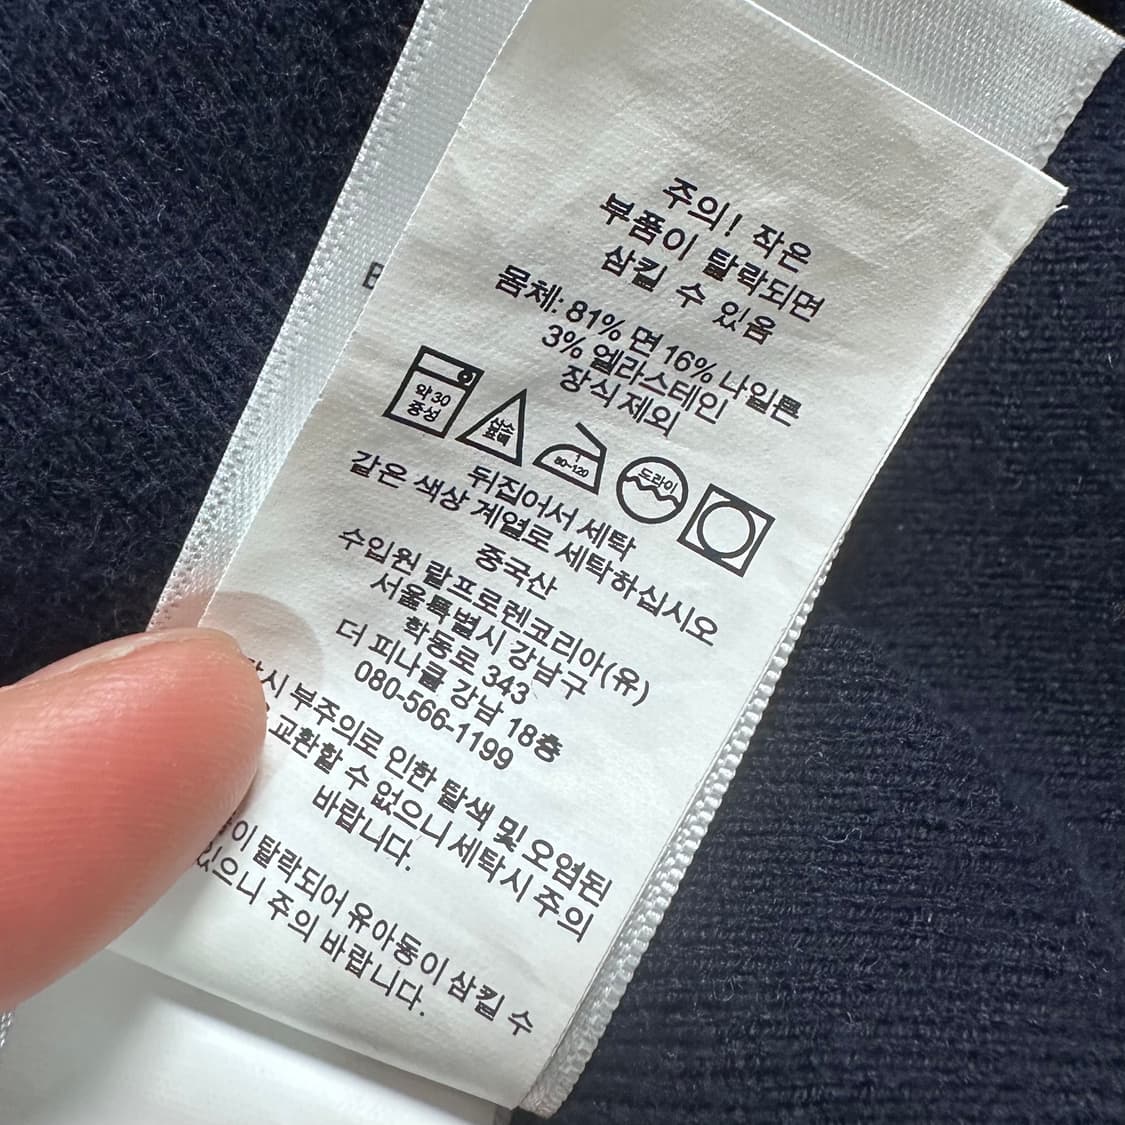 주의! 작은
부품이 탈락되면
삼킬 수 있음
몸체: 81% 면 16% 나일론
3% 엘라스테인
장식 제외
약 30
중성
산소
표백
1
80~120
드라이
뒤집어서 세탁
같은 색상 계열로 세탁하십시오
중국산
수입원 랄프로렌코리아(유)
서울특별시 강남구
학동로 343
더 피나클 강남 18층
080-566-1199
부주의로 인한 탈색 및 오염된
교환할 수 없으니 세탁시 주의
바랍니다.
탈락되어 유아동이 삼킬 수
있으니 주의 바랍니다.